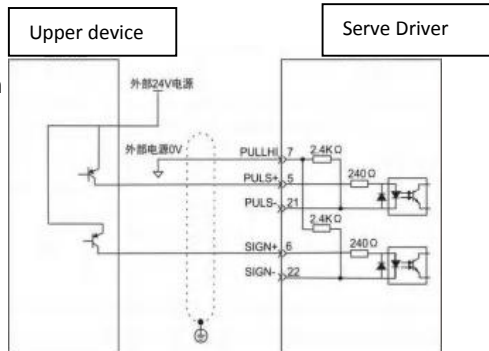 Upper device
Serve Driver
外部24V电源
外部电源0V
PULLHI 7
2.4KΩ
PULS+ 5
240Ω
PULS- 21
2.4KΩ
SIGN+ 6
240Ω
SIGN- 22